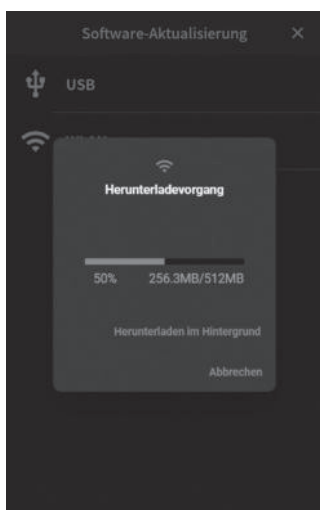 Software-Aktualisierung ×
USB
Herunterladevorgang
50% 256.3MB/512MB
Herunterladen im Hintergrund
Abbrechen